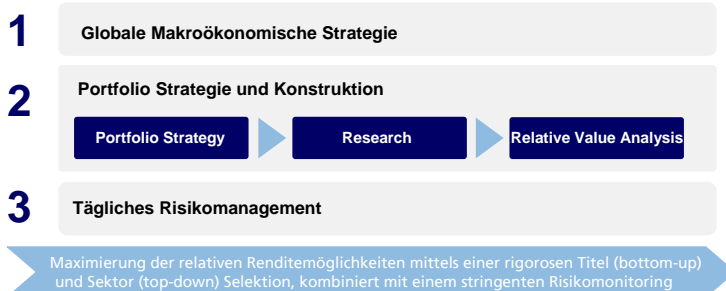 1
Globale Makroökonomische Strategie
2
Portfolio Strategie und Konstruktion
Portfolio Strategy
Research
Relative Value Analysis
3
Tägliches Risikomanagement
Maximierung der relativen Renditemöglichkeiten mittels einer rigorosen Titel (bottom-up)
und Sektor (top-down) Selektion, kombiniert mit einem stringenten Risikomonitoring